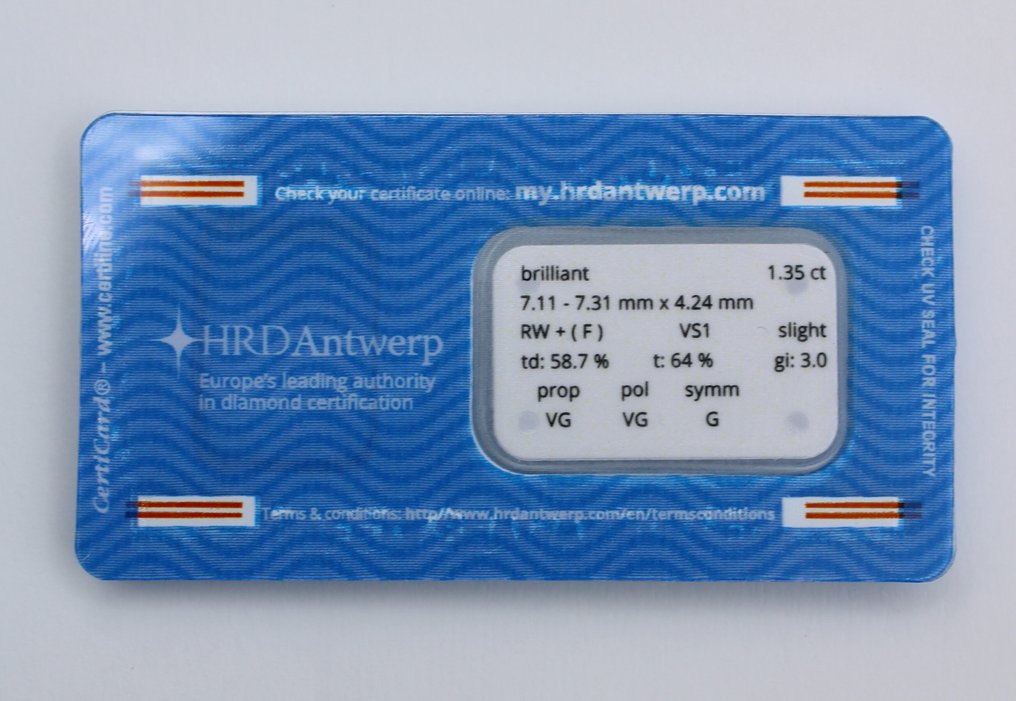 Check your certificate online: my.hrdantwerp.com
CertiCard® – www.cardline.com
HRDAntwerp
Europe's leading authority
in diamond certification
brilliant 1.35 ct
7.11 - 7.31 mm x 4.24 mm
RW + ( F ) VS1 slight
td: 58.7 % t: 64 % gi: 3.0
prop pol symm
VG VG G
CHECK UV SEAL FOR INTEGRITY
Terms & conditions: http//www.hrdantwerp.com/en/termsconditions